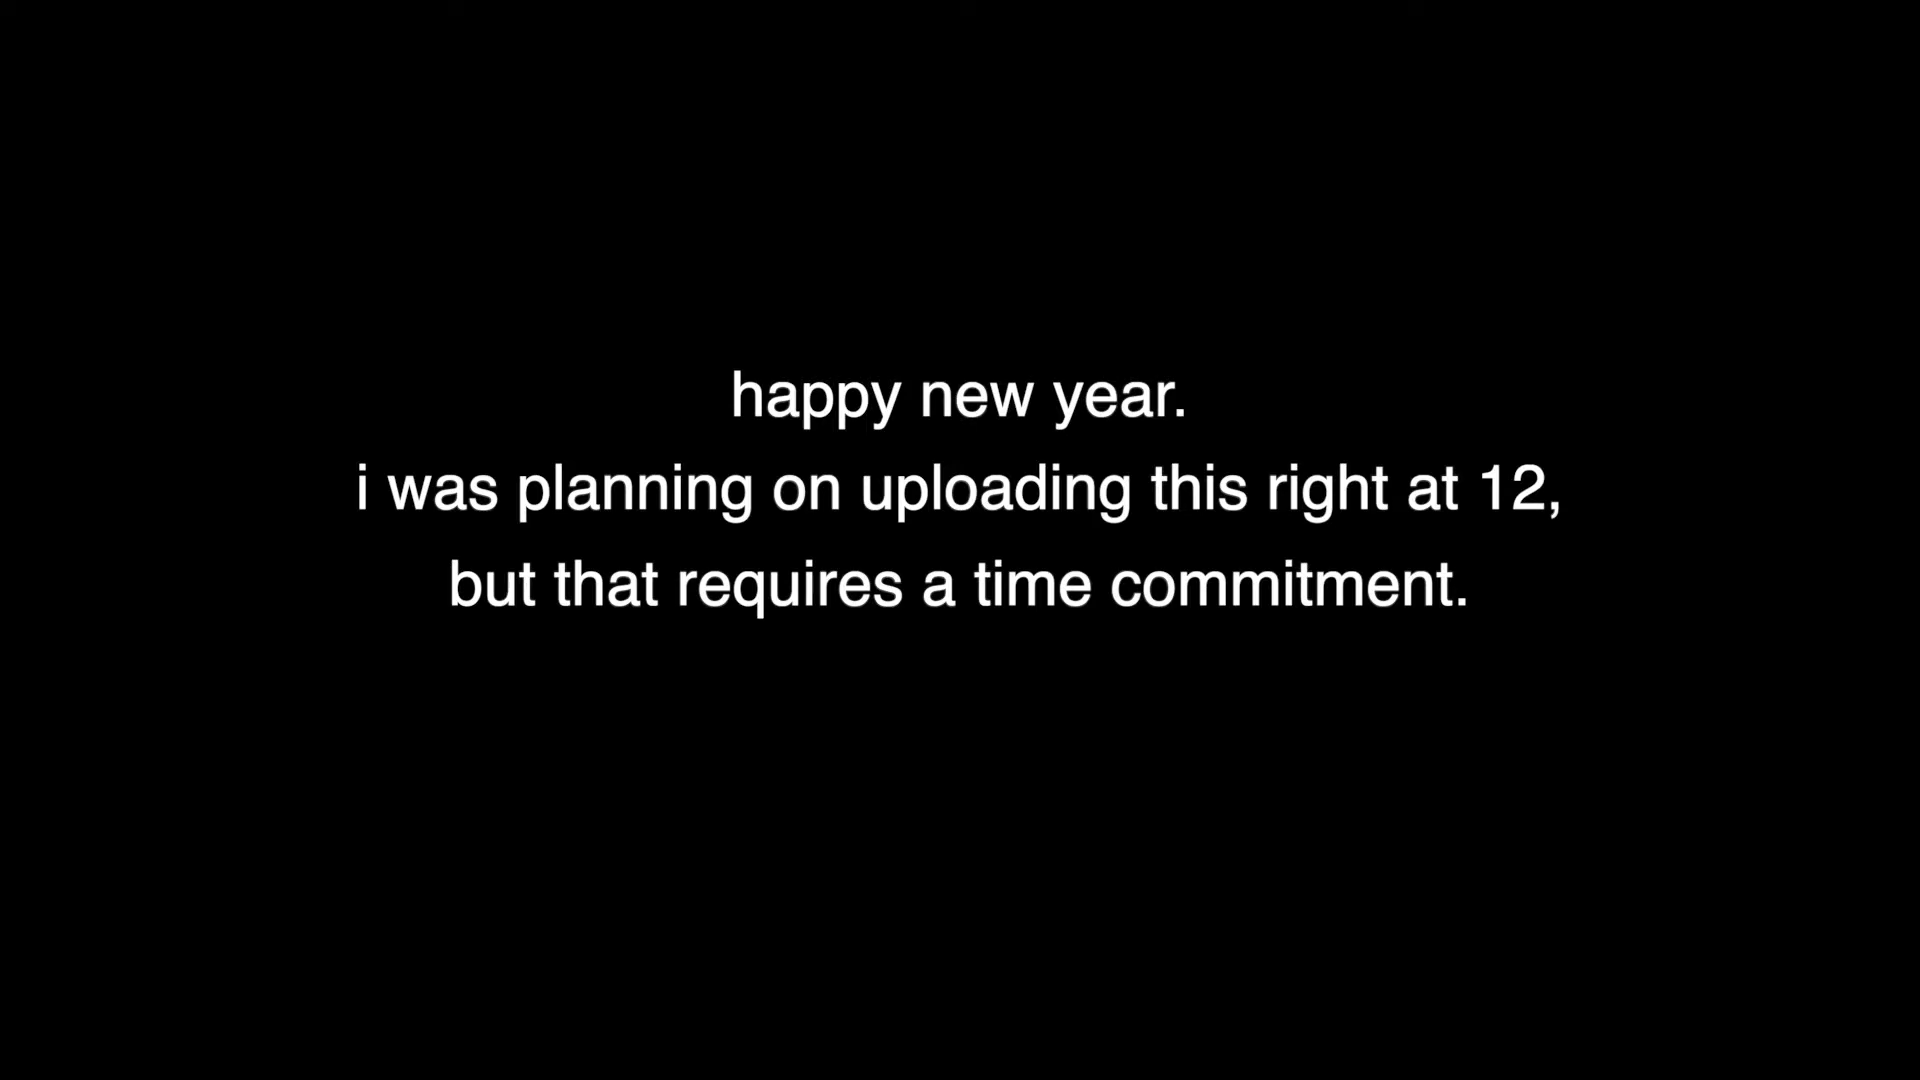 happy new year.
i was planning on uploading this right at 12,
but that requires a time commitment.